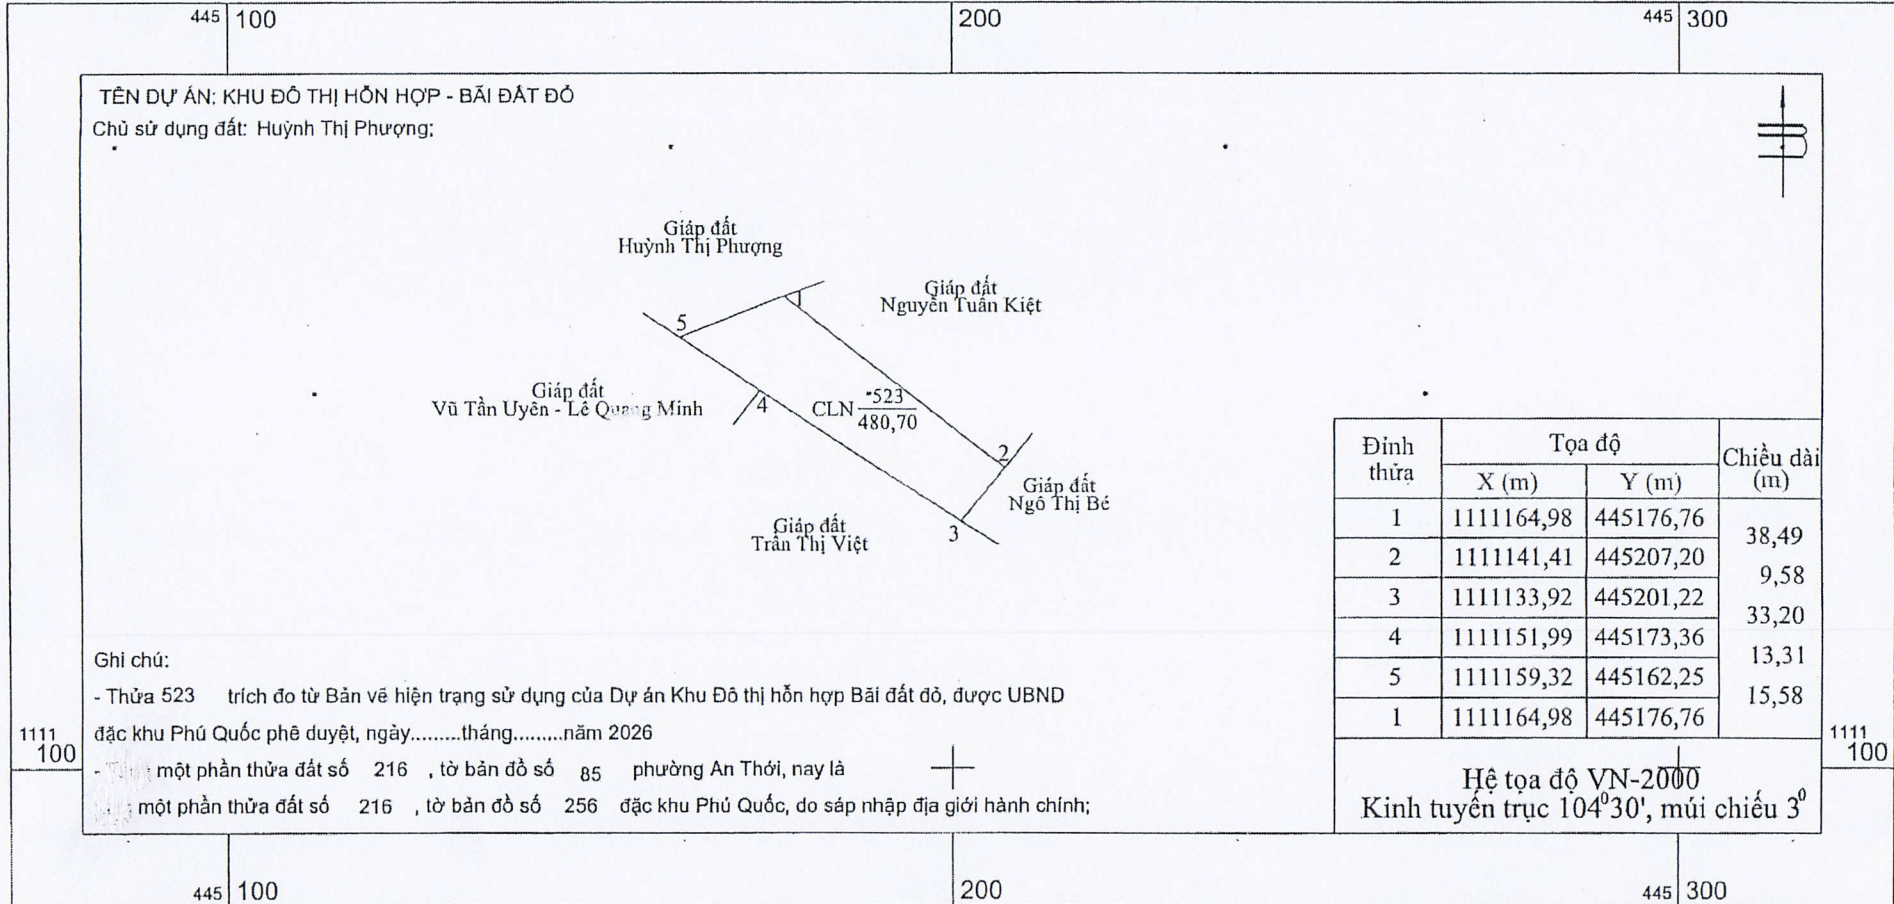 445 100
200
445 300
TÊN DỰ ÁN: KHU ĐÔ THỊ HỖN HỢP - BÃI ĐẤT ĐỎ
Chủ sử dụng đất: Huỳnh Thị Phượng;
Giáp đất
Huỳnh Thị Phượng
Giáp đất
Nguyễn Tuấn Kiệt
1
5
Giáp đất
Vũ Tần Uyên - Lê Quang Minh
4
CLN 523
480,70
2
Giáp đất
Ngô Thị Bé
3
Giáp đất
Trần Thị Việt
Đỉnh thửa Tọa độ Chiều dài (m)
X (m) Y (m)
1 1111164,98 445176,76
38,49
2 1111141,41 445207,20
9,58
3 1111133,92 445201,22
33,20
4 1111151,99 445173,36
13,31
5 1111159,32 445162,25
15,58
1 1111164,98 445176,76
Hệ tọa độ VN-2000
Kinh tuyến trục 104⁰30', múi chiếu 3⁰
Ghi chú:
- Thửa 523 trích đo từ Bản vẽ hiện trạng sử dụng của Dự án Khu Đô thị hỗn hợp Bãi đất đỏ, được UBND
đặc khu Phú Quốc phê duyệt, ngày.........tháng.........năm 2026
một phần thửa đất số 216 , tờ bản đồ số 85 phường An Thới, nay là
một phần thửa đất số 216 , tờ bản đồ số 256 đặc khu Phú Quốc, do sáp nhập địa giới hành chính;
1111
100
1111
100
445 100
200
445 300